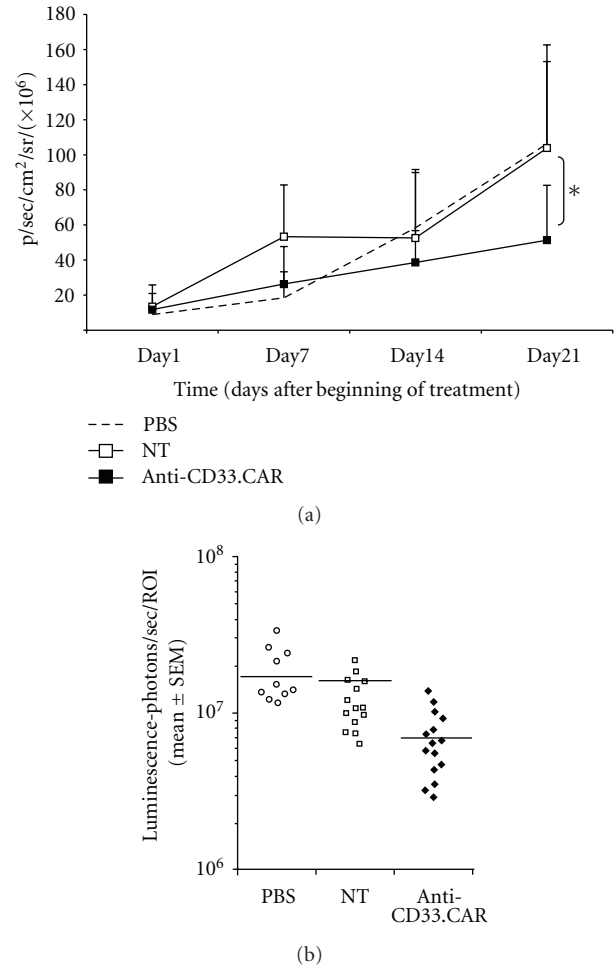 180
160
140
120
100
80
60
40
20
p/sec/cm²/sr/(×10⁶)
*
Day1 Day7 Day14 Day21
Time (days after beginning of treatment)
PBS
NT
Anti-CD33.CAR
(a)
10⁸
10⁷
10⁶
Luminescence-photons/sec/ROI
(mean ± SEM)
PBS NT Anti-
CD33.CAR
(b)